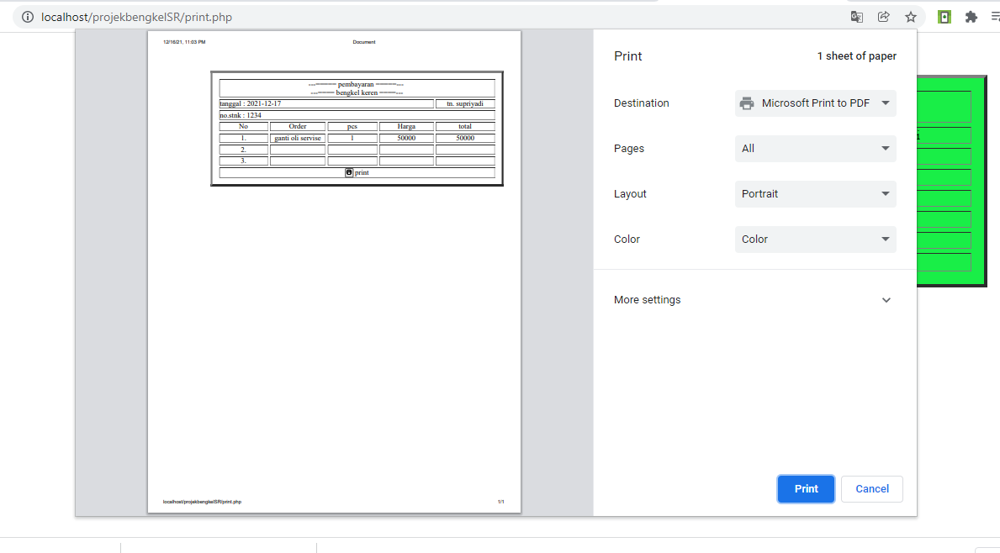 localhost/projekbengkelSR/print.php
12/16/21, 11:03 PM Document
---======= pembayaran =======---
---====== bengkel keren ======---
tanggal : 2021-12-17 tn. supriyadi
no.stnk : 1234
No Order pcs Harga total
1. ganti oli servise 1 50000 50000
2.
3.
print
localhost/projekbengkelSR/print.php 1/1
Print 1 sheet of paper
Destination Microsoft Print to PDF
Pages All
Layout Portrait
Color Color
More settings
Print Cancel